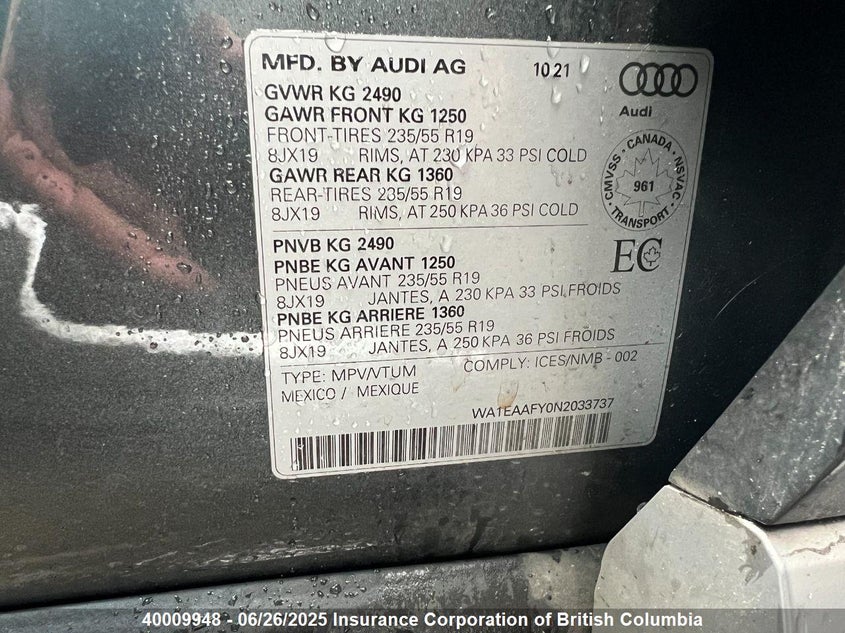 MFD. BY AUDI AG 10 21
Audi
GVWR KG 2490
GAWR FRONT KG 1250
FRONT-TIRES 235/55 R19
8JX19 RIMS, AT 230 KPA 33 PSI COLD
GAWR REAR KG 1360
REAR-TIRES 235/55 R19
8JX19 RIMS, AT 250 KPA 36 PSI COLD
CMVSS · CANADA · NSVAC · TRANSPORT ·
961
PNVB KG 2490
PNBE KG AVANT 1250
PNEUS AVANT 235/55 R19
8JX19 JANTES, A 230 KPA 33 PSI,FROIDS
PNBE KG ARRIERE 1360
PNEUS ARRIERE 235/55 R19
8JX19 JANTES, A 250 KPA 36 PSI FROIDS
EC
TYPE: MPV/VTUM COMPLY: ICES/NMB - 002
MEXICO / MEXIQUE
WA1EAAFY0N2033737
40009948 - 06/26/2025 Insurance Corporation of British Columbia